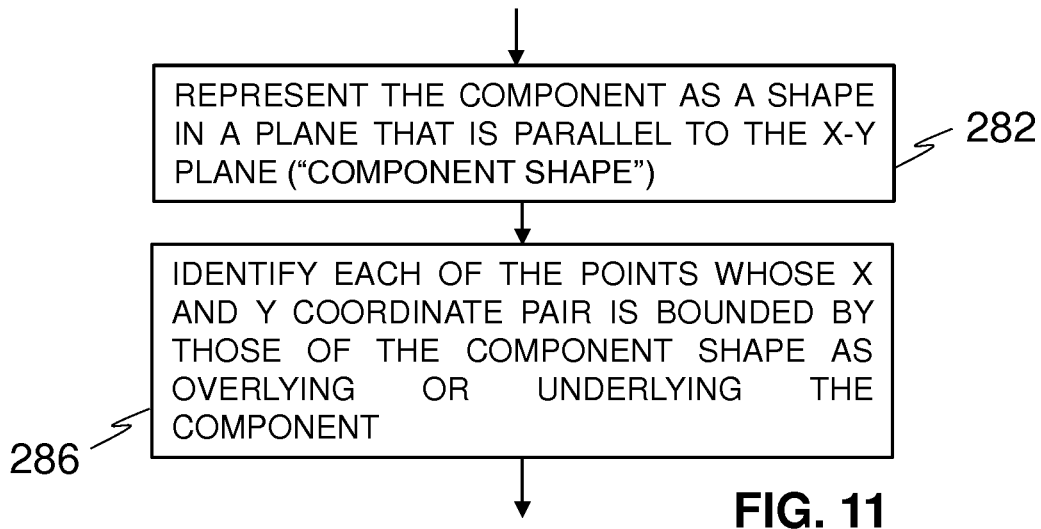 REPRESENT THE COMPONENT AS A SHAPE
IN A PLANE THAT IS PARALLEL TO THE X-Y
PLANE (“COMPONENT SHAPE”)
282
IDENTIFY EACH OF THE POINTS WHOSE X
AND Y COORDINATE PAIR IS BOUNDED BY
THOSE OF THE COMPONENT SHAPE AS
OVERLYING OR UNDERLYING THE
COMPONENT
286
FIG. 11